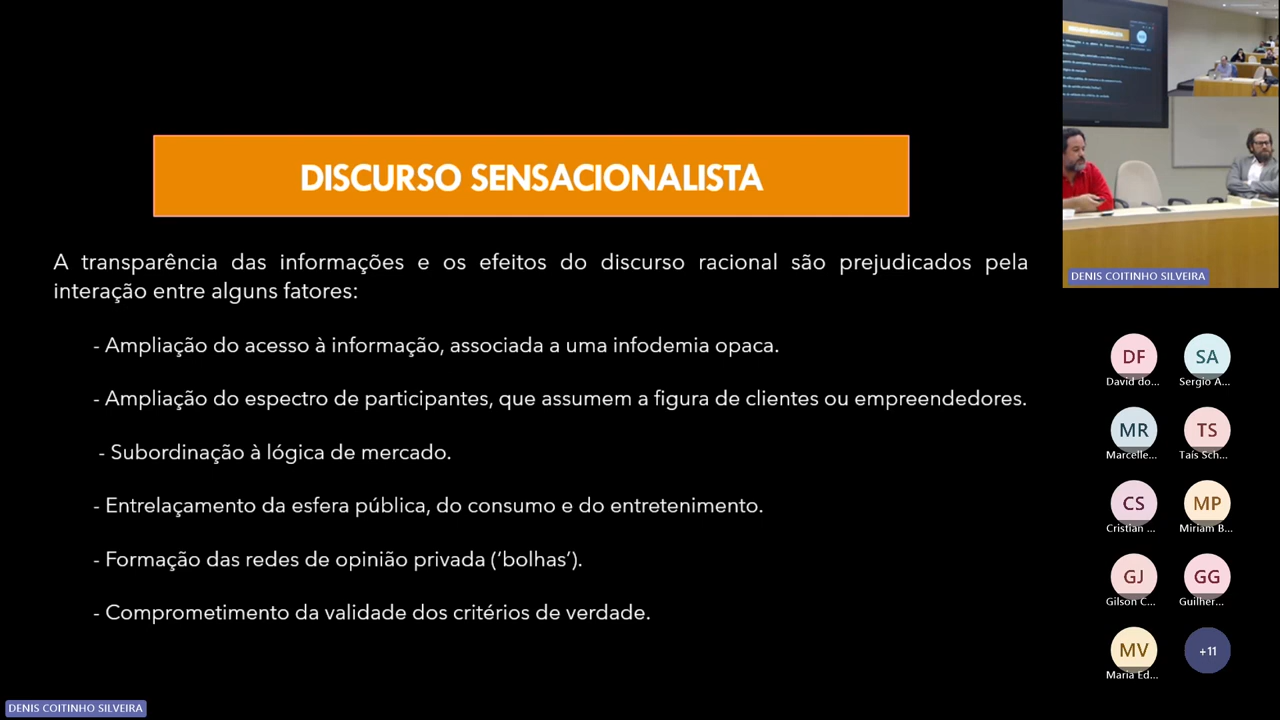 DISCURSO SENSACIONALISTA
A transparência das informações e os efeitos do discurso racional são prejudicados pela
interação entre alguns fatores:
- Ampliação do acesso à informação, associada a uma infodemia opaca.
- Ampliação do espectro de participantes, que assumem a figura de clientes ou empreendedores.
- Subordinação à lógica de mercado.
- Entrelaçamento da esfera pública, do consumo e do entretenimento.
- Formação das redes de opinião privada (‘bolhas’).
- Comprometimento da validade dos critérios de verdade.
DENIS COITINHO SILVEIRA
DENIS COITINHO SILVEIRA
DF
David do...
SA
Sergio A...
MR
Marcelle...
TS
Taís Sch...
CS
Cristian ...
MP
Miriam B...
GJ
Gilson C...
GG
Guilher...
MV
Maria Ed...
+11